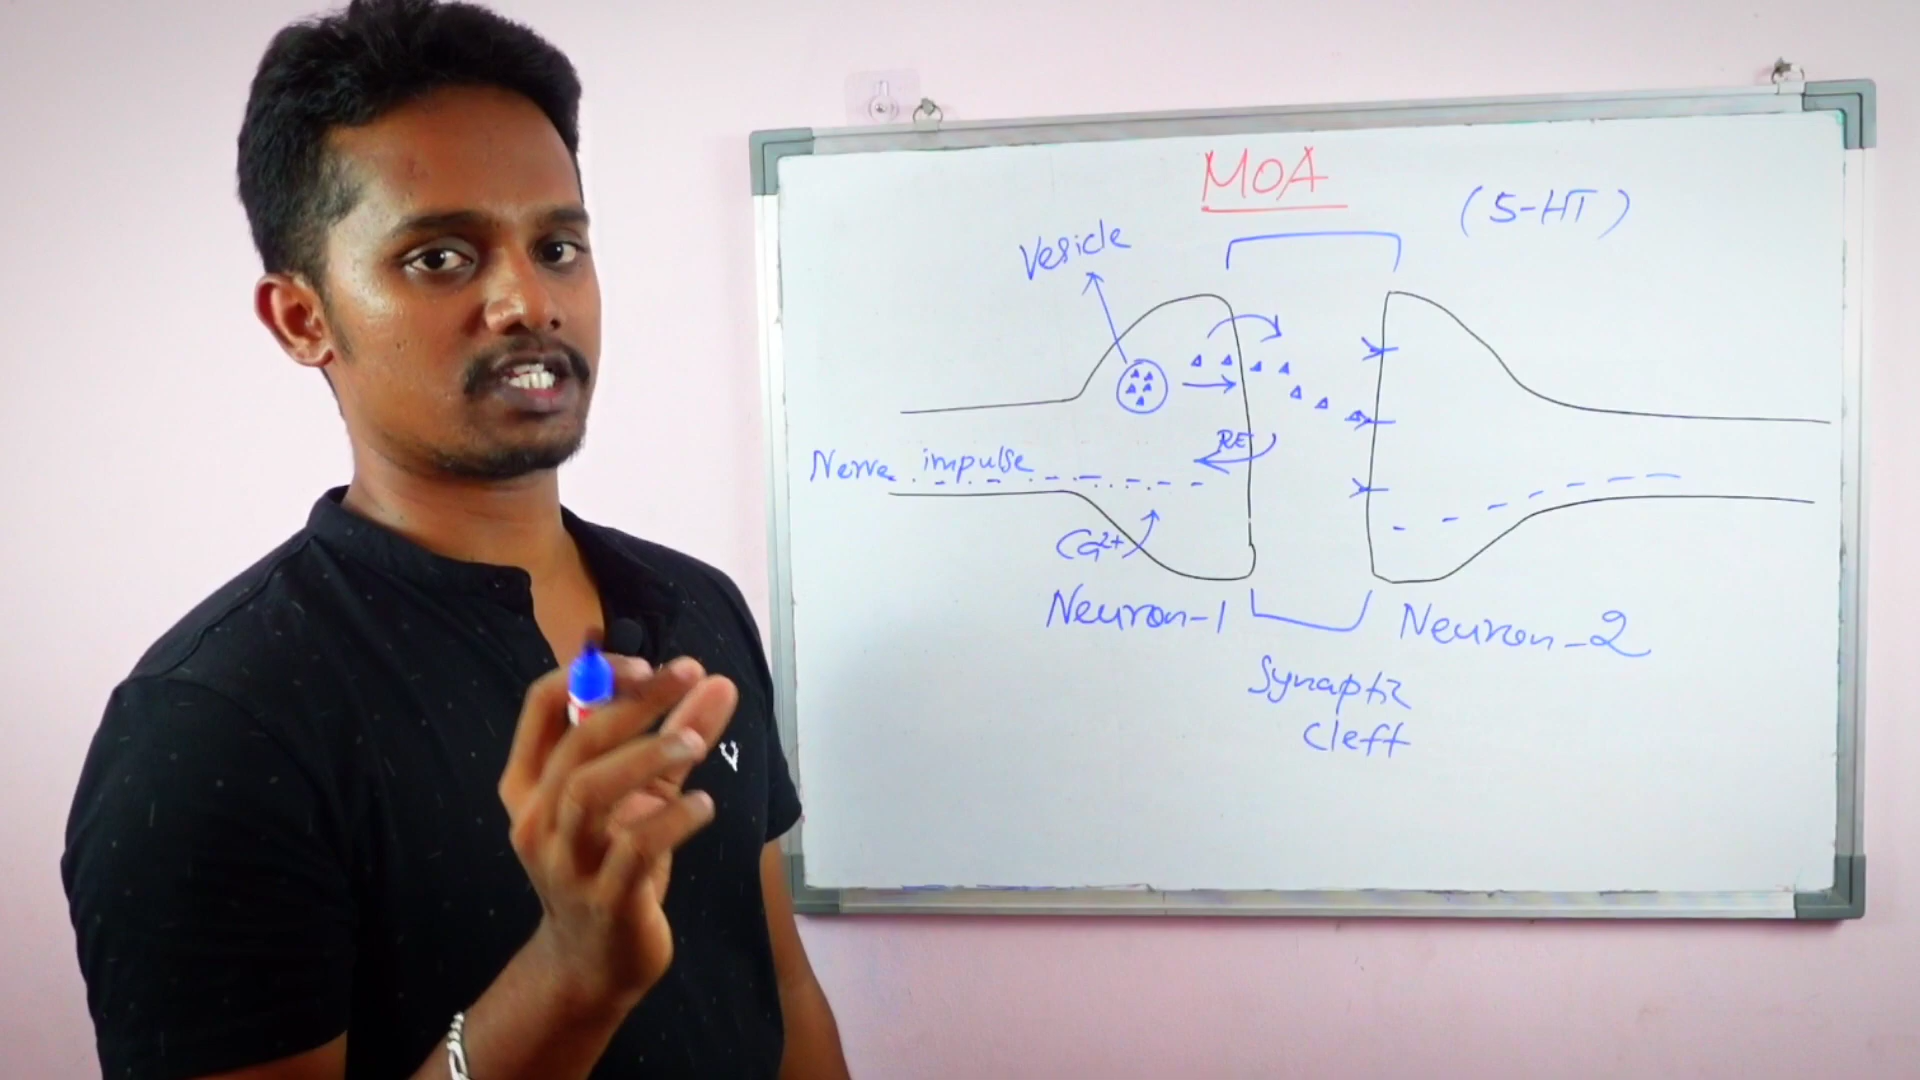 MOA
(5-HT)
Vesicle
RE
Nerve impulse
Ca2+
Neuron-1
Neuron-2
Synaptic
Cleft